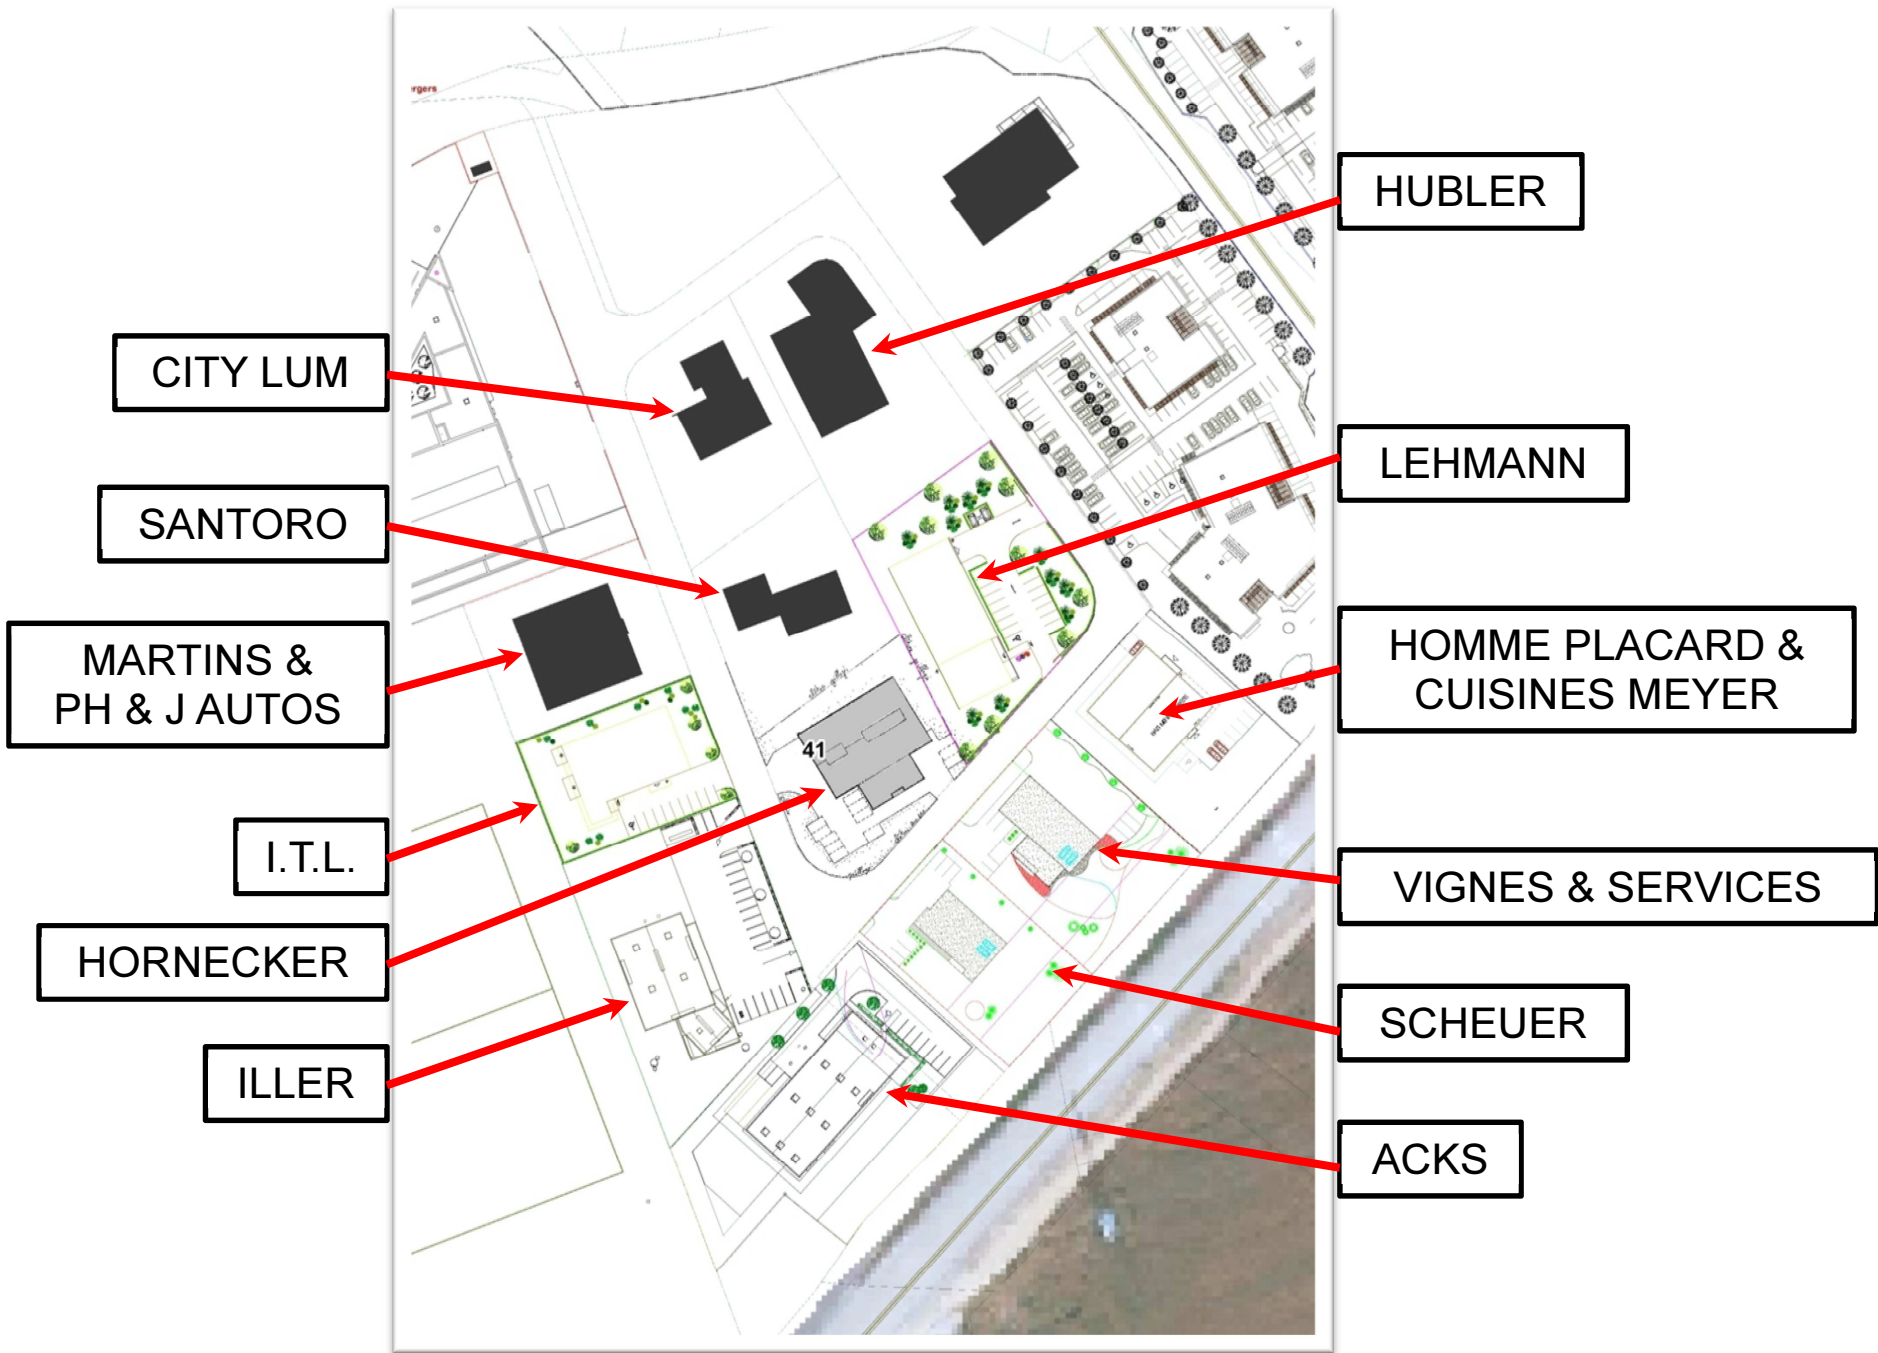 rgers
HUBLER
CITY LUM
LEHMANN
SANTORO
MARTINS &
PH & J AUTOS
HOMME PLACARD &
CUISINES MEYER
41
I.T.L.
VIGNES & SERVICES
HORNECKER
SCHEUER
ILLER
ACKS